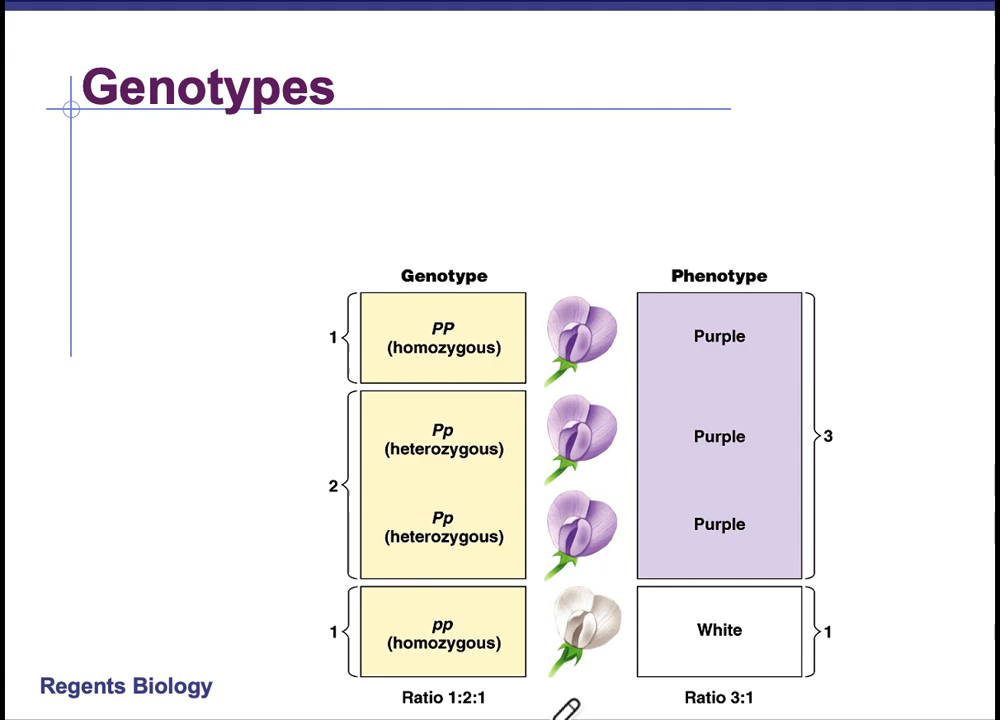 Genotypes
Genotype
Phenotype
1
PP
(homozygous)
Purple
2
Pp
(heterozygous)
Purple
3
Pp
(heterozygous)
Purple
1
pp
(homozygous)
White
1
Ratio 1:2:1
Ratio 3:1
Regents Biology